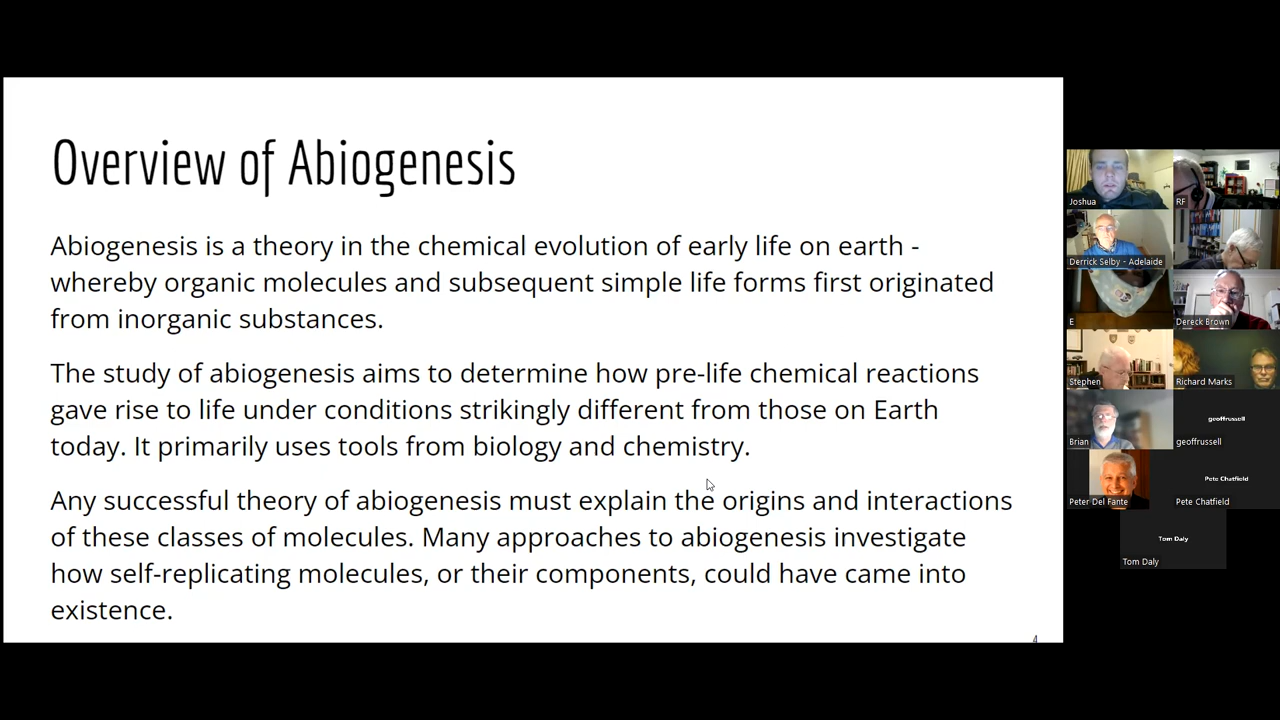 Overview of Abiogenesis
Abiogenesis is a theory in the chemical evolution of early life on earth -
whereby organic molecules and subsequent simple life forms first originated
from inorganic substances.
The study of abiogenesis aims to determine how pre-life chemical reactions
gave rise to life under conditions strikingly different from those on Earth
today. It primarily uses tools from biology and chemistry.
Any successful theory of abiogenesis must explain the origins and interactions
of these classes of molecules. Many approaches to abiogenesis investigate
how self-replicating molecules, or their components, could have came into
existence.
4
Joshua
RF
Derrick Selby - Adelaide
E
Dereck Brown
Stephen
Richard Marks
Brian
geoffrussell
geoffrussell
Peter Del Fante
Pete Chatfield
Pete Chatfield
Tom Daly
Tom Daly